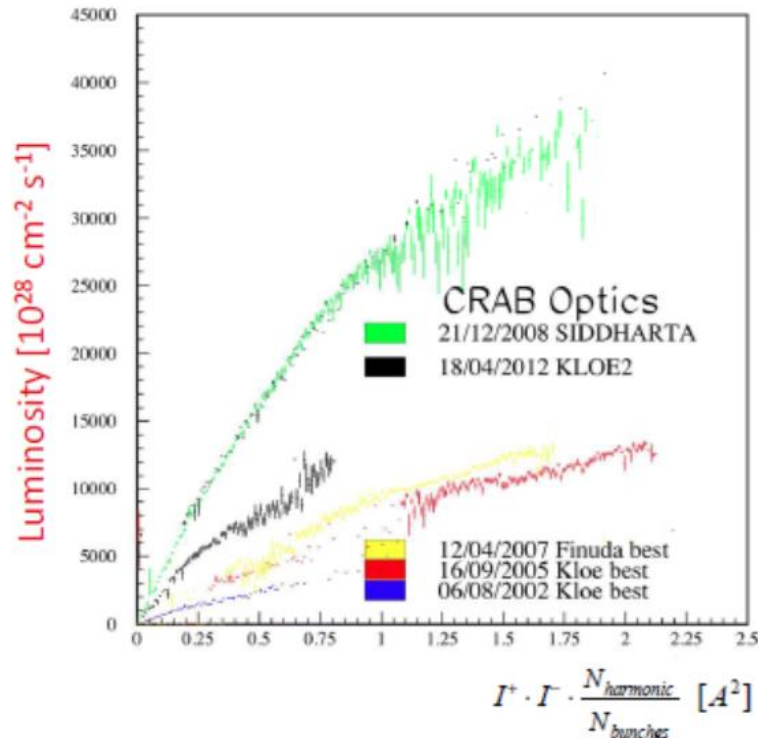 45000
40000
35000
30000
25000
20000
15000
10000
5000
0
Luminosity [10²⁸ cm⁻² s⁻¹]
CRAB Optics
21/12/2008 SIDDHARTA
18/04/2012 KLOE2
12/04/2007 Finuda best
16/09/2005 Kloe best
06/08/2002 Kloe best
0 0.25 0.5 0.75 1 1.25 1.5 1.75 2 2.25 2.5
I⁺ · I⁻ · N_harmonic / N_bunches [A²]